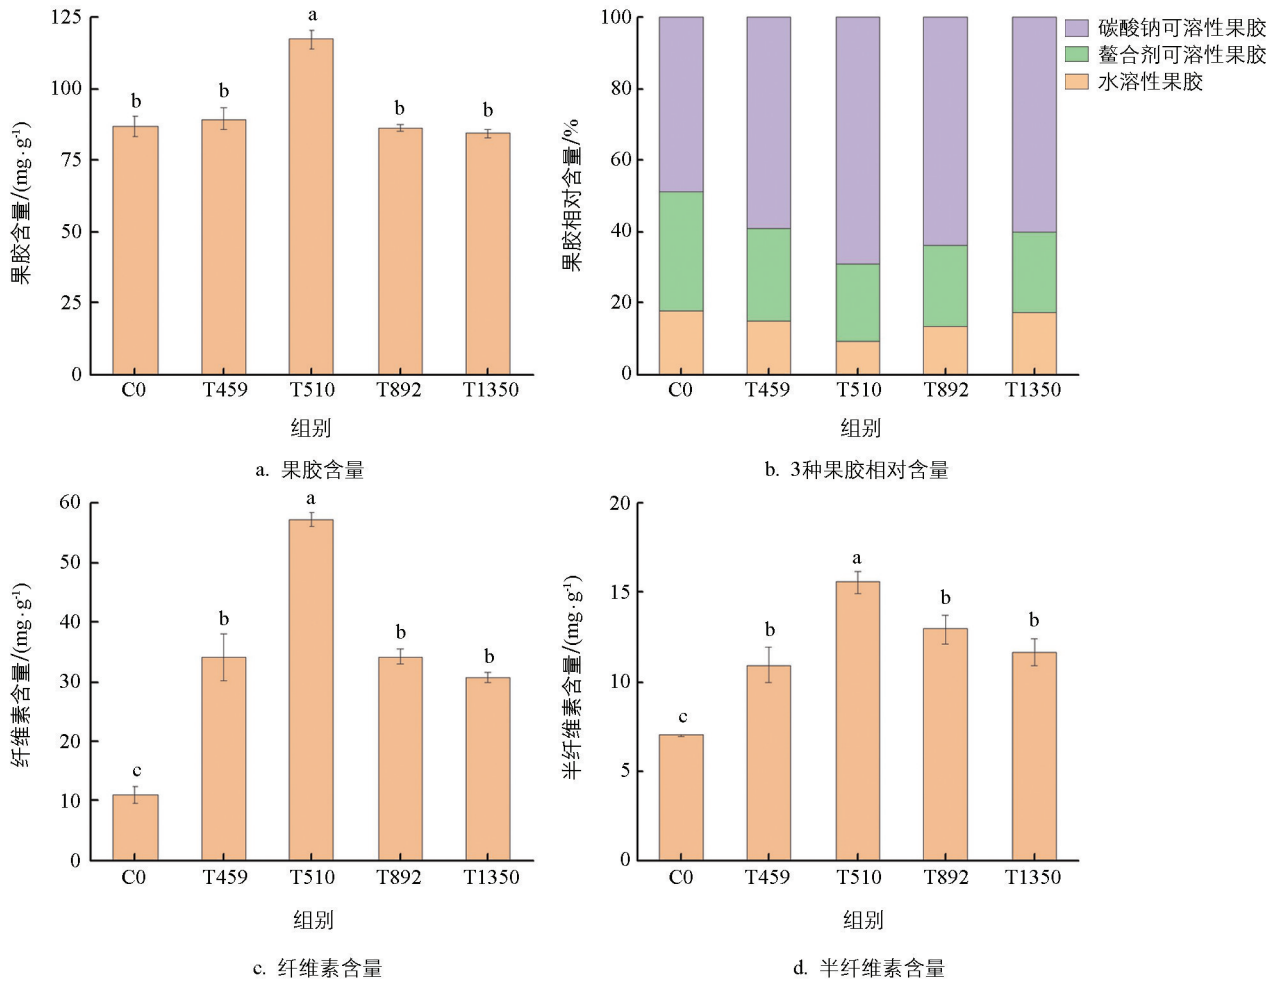 125
100
75
50
25
0
果胶含量/(mg·g⁻¹)
b
b
a
b
b
C0 T459 T510 T892 T1350
组别
a. 果胶含量
100
80
60
40
20
0
果胶相对含量/%
碳酸钠可溶性果胶
螯合剂可溶性果胶
水溶性果胶
C0 T459 T510 T892 T1350
组别
b. 3种果胶相对含量
60
50
40
30
20
10
0
纤维素含量/(mg·g⁻¹)
c
b
a
b
b
C0 T459 T510 T892 T1350
组别
c. 纤维素含量
20
15
10
5
0
半纤维素含量/(mg·g⁻¹)
c
b
a
b
b
C0 T459 T510 T892 T1350
组别
d. 半纤维素含量